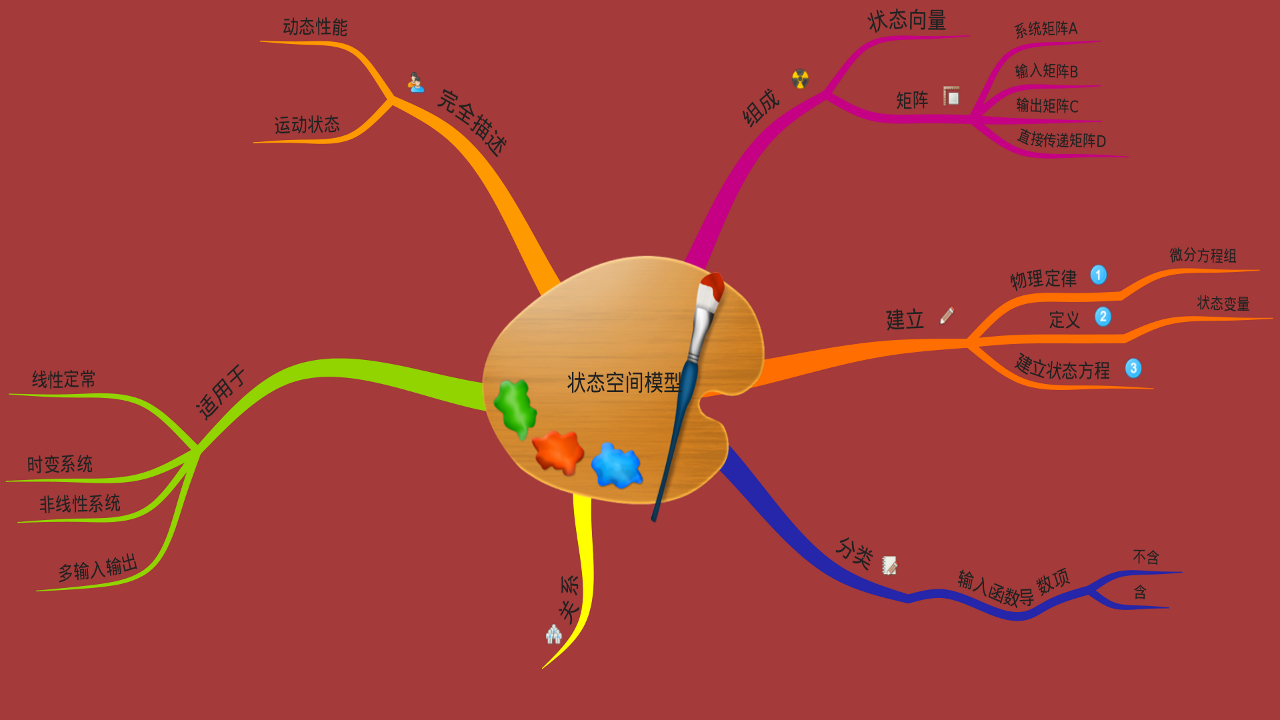 状态空间模型
组成
状态向量
矩阵
系统矩阵A
输入矩阵B
输出矩阵C
直接传递矩阵D
建立
物理定律
1
微分方程组
定义
2
状态变量
建立状态方程
3
分类
输入函数导 数项
不含
含
关系
适用于
线性定常
时变系统
非线性系统
多输入输出
完全描述
动态性能
运动状态